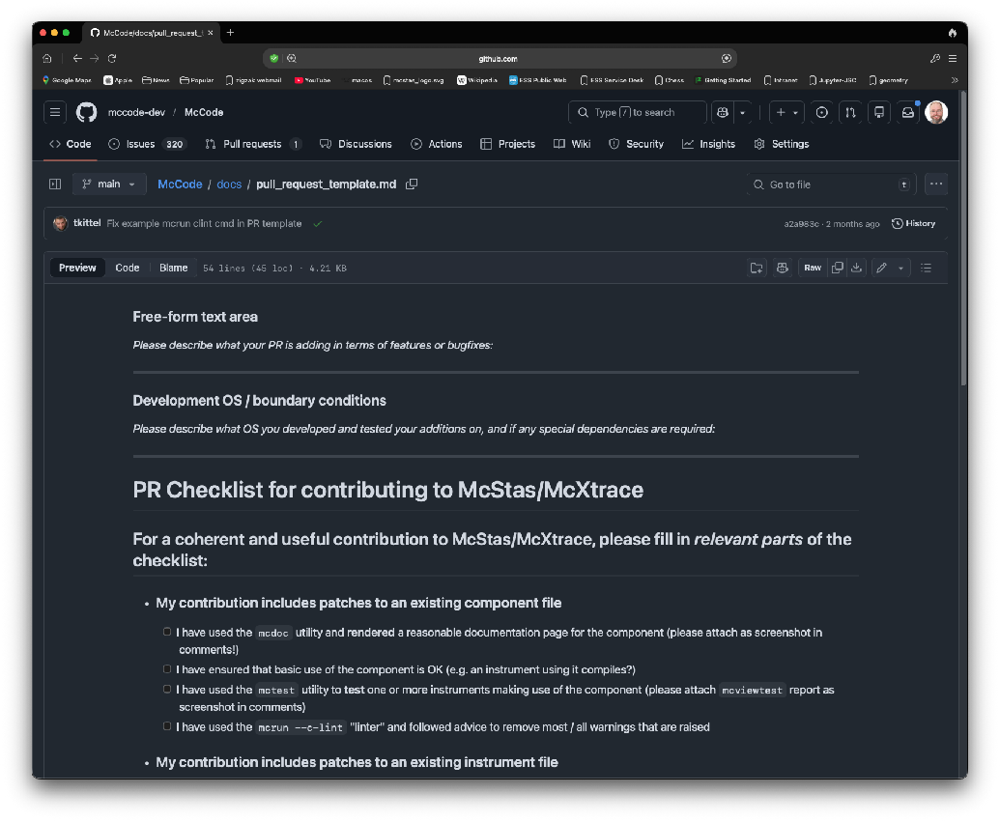 McCode/docs/pull_request_t
github.com
Google Maps Apple News Popular zigzak webmail YouTube macos mcstas_logo.svg Wikipedia ESS Public Web ESS Service Desk Chess Getting Started Intranet Jupyter-JSC geometry
mccode-dev / McCode
Type / to search
Code Issues 320 Pull requests 1 Discussions Actions Projects Wiki Security Insights Settings
main McCode / docs / pull_request_template.md
Go to file t
tkittel Fix example mcrun clint cmd in PR template
a2a983c · 2 months ago History
Preview Code Blame 54 lines (45 loc) · 4.21 KB
Raw
Free-form text area
Please describe what your PR is adding in terms of features or bugfixes:
Development OS / boundary conditions
Please describe what OS you developed and tested your additions on, and if any special dependencies are required:
PR Checklist for contributing to McStas/McXtrace
For a coherent and useful contribution to McStas/McXtrace, please fill in relevant parts of the
checklist:
• My contribution includes patches to an existing component file
I have used the mcdoc utility and rendered a reasonable documentation page for the component (please attach as screenshot in
comments!)
I have ensured that basic use of the component is OK (e.g. an instrument using it compiles?)
I have used the mctest utility to test one or more instruments making use of the component (please attach mcviewtest report as
screenshot in comments)
I have used the mcrun --c-lint "linter" and followed advice to remove most / all warnings that are raised
• My contribution includes patches to an existing instrument file